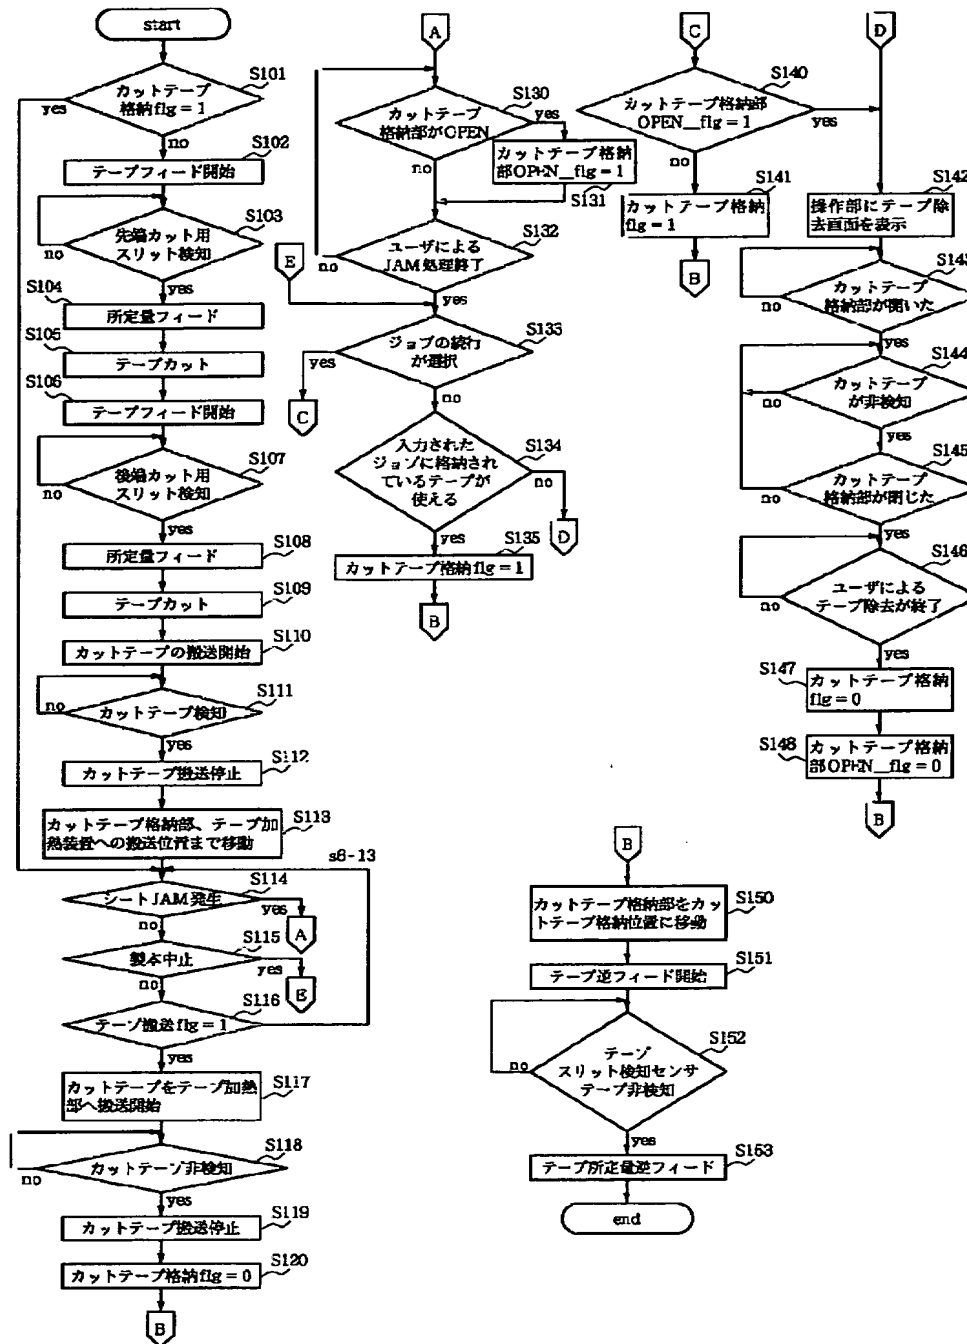 start
S101
カットテープ
格納flg = 1
yes
no
S102
テープフィード開始
S103
先端カット用
スリット検知
no
yes
S104
所定量フィード
S105
テープカット
S106
テープフィード開始
S107
後端カット用
スリット検知
no
yes
S108
所定量フィード
S109
テープカット
S110
カットテープの搬送開始
S111
カットテープ検知
no
yes
S112
カットテープ搬送停止
S113
カットテープ格納部、テープ加
熱装置への搬送位置まで移動
s6-13
S114
シートJAM発生
yes
no
A
S115
製本中止
yes
no
E
S116
テープ搬送flg = 1
yes
S117
カットテープをテープ加熱
部へ搬送開始
S118
カットテープ非検知
no
yes
S119
カットテープ搬送停止
S120
カットテープ格納flg = 0
B
A
S130
カットテープ
格納部がOPEN
yes
no
カットテープ格納
部OPEN_flg = 1
S131
S132
ユーザによる
JAM処理終了
no
yes
E
S133
ジョブの続行
が選択
yes
no
C
S134
入力された
ジョブに格納され
ているテープが
使える
no
yes
D
S135
カットテープ格納flg = 1
B
C
S140
カットテープ格納部
OPEN_flg = 1
yes
no
S141
カットテープ格納
flg = 1
B
D
S142
操作部にテープ除
去画面を表示
S143
カットテープ
格納部が開いた
no
yes
S144
カットテープ
が非検知
no
yes
S145
カットテープ
格納部が閉じた
no
yes
S146
ユーザによる
テープ除去が終了
no
yes
S147
カットテープ格納
flg = 0
S148
カットテープ格納
部OPEN_flg = 0
B
B
S150
カットテープ格納部をカッ
トテープ格納位置に移動
S151
テープ逆フィード開始
S152
テープ
スリット検知センサ
テープ非検知
no
yes
S153
テープ所定量逆フィード
end